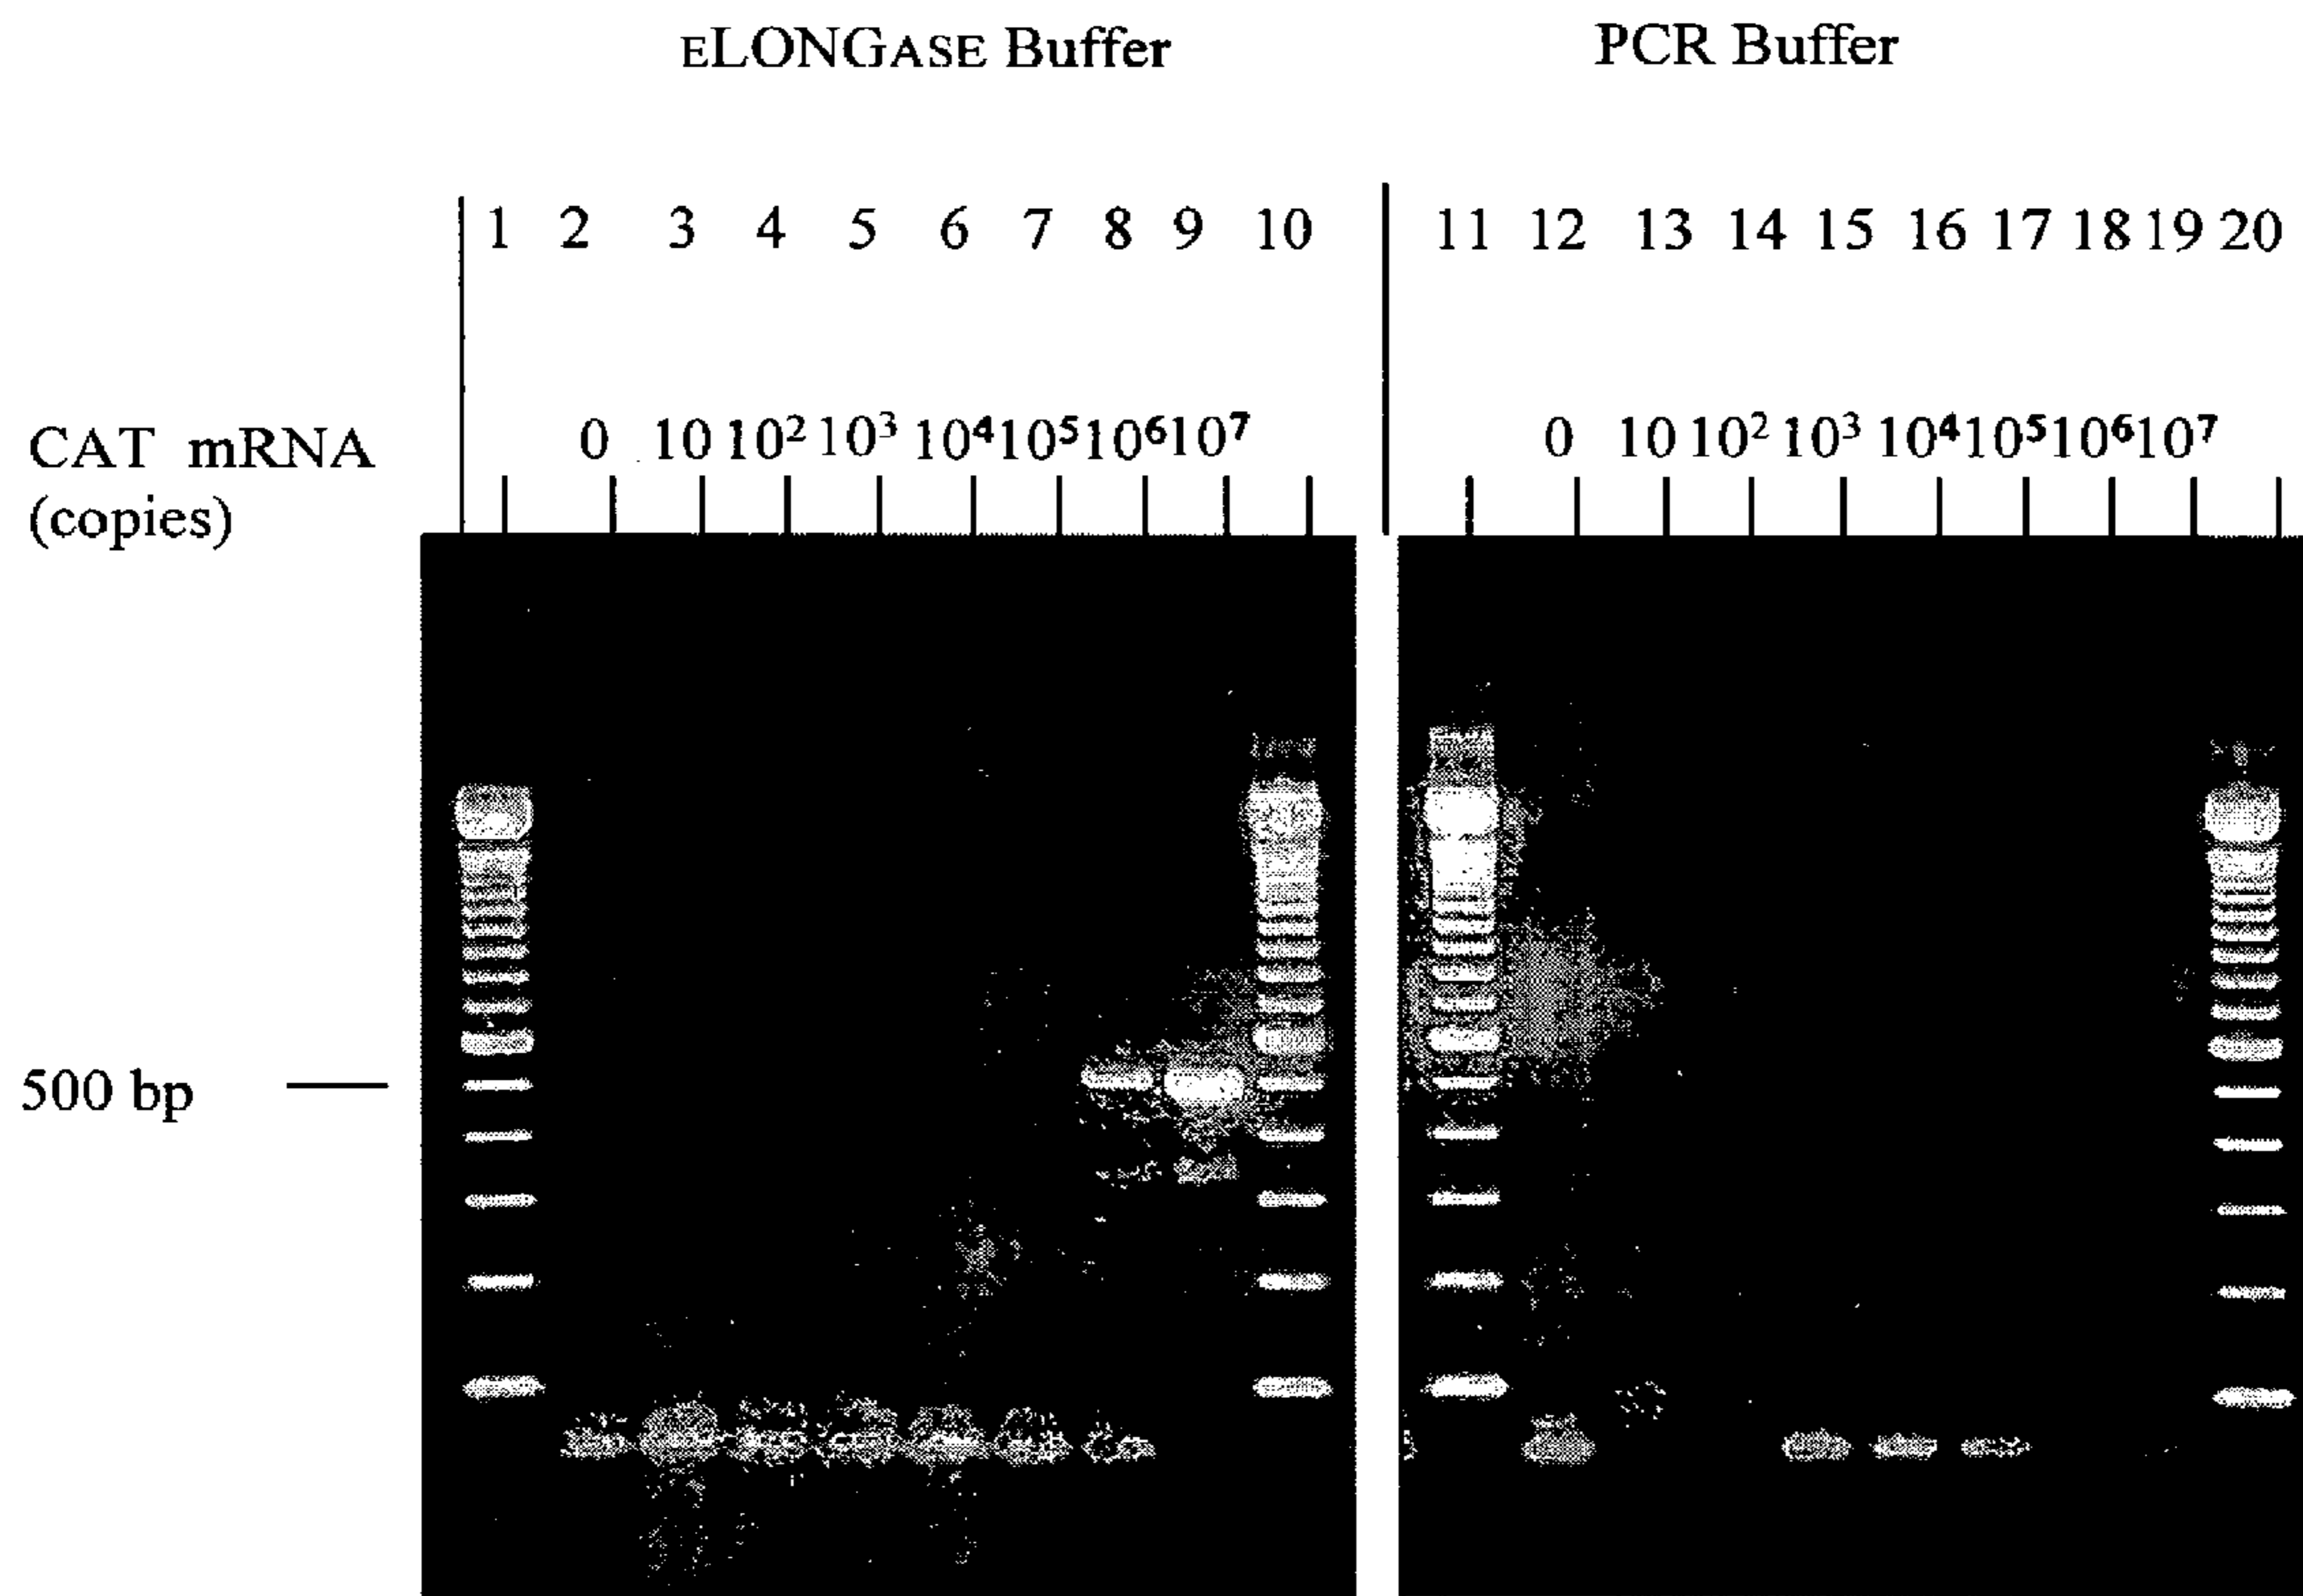 ELONGASE Buffer PCR Buffer
1 2 3 4 5 6 7 8 9 10 11 12 13 14 15 16 17 18 19 20
CAT mRNA 0 10 10² 10³ 10⁴ 10⁵ 10⁶ 10⁷ 0 10 10² 10³ 10⁴ 10⁵ 10⁶ 10⁷
(copies)
500 bp